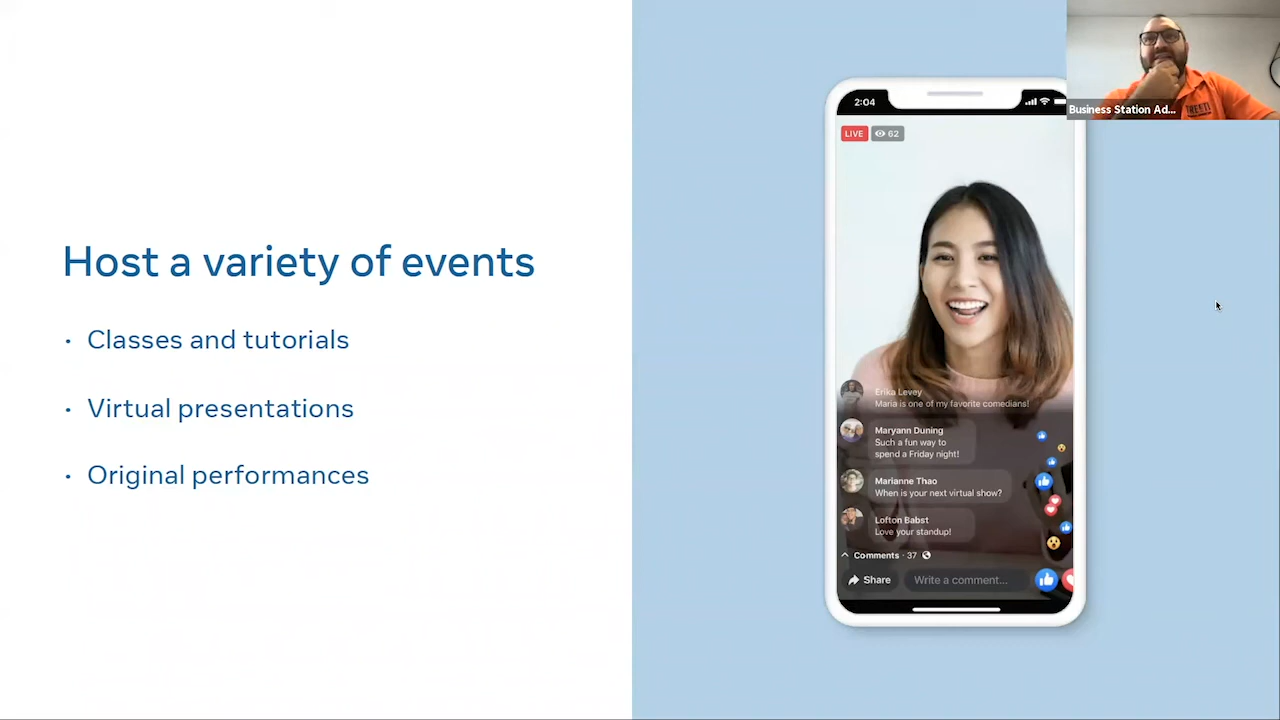 Host a variety of events
• Classes and tutorials
• Virtual presentations
• Original performances
2:04
LIVE 62
Erika Levey
Maria is one of my favorite comedians!
Maryann Duning
Such a fun way to
spend a Friday night!
Marianne Thao
When is your next virtual show?
Lofton Babst
Love your standup!
Comments · 37
Share
Write a comment...
Business Station Ad...